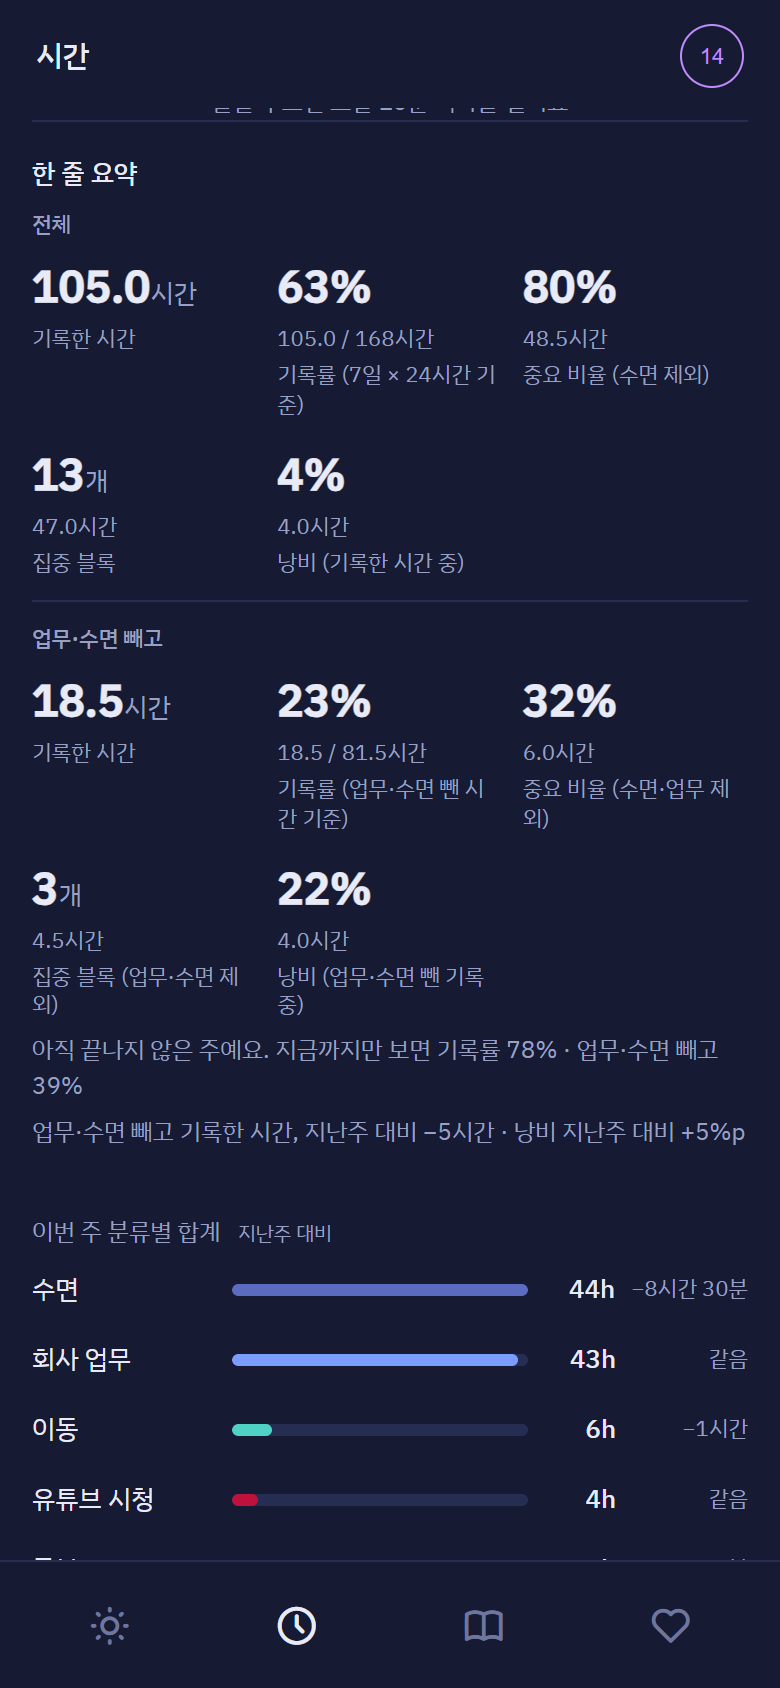 시간
14
한 줄 요약
전체
105.0시간
63%
80%
기록한 시간
105.0 / 168시간
48.5시간
기록률 (7일 × 24시간 기
준)
중요 비율 (수면 제외)
13개
4%
47.0시간
4.0시간
집중 블록
낭비 (기록한 시간 중)
업무·수면 빼고
18.5시간
23%
32%
기록한 시간
18.5 / 81.5시간
6.0시간
기록률 (업무·수면 뺀 시
간 기준)
중요 비율 (수면·업무 제
외)
3개
22%
4.5시간
4.0시간
집중 블록 (업무·수면 제
외)
낭비 (업무·수면 뺀 기록
중)
아직 끝나지 않은 주예요. 지금까지만 보면 기록률 78% · 업무·수면 빼고
39%
업무·수면 빼고 기록한 시간, 지난주 대비 −5시간 · 낭비 지난주 대비 +5%p
이번 주 분류별 합계 지난주 대비
수면 44h −8시간 30분
회사 업무 43h 같음
이동 6h −1시간
유튜브 시청 4h 같음